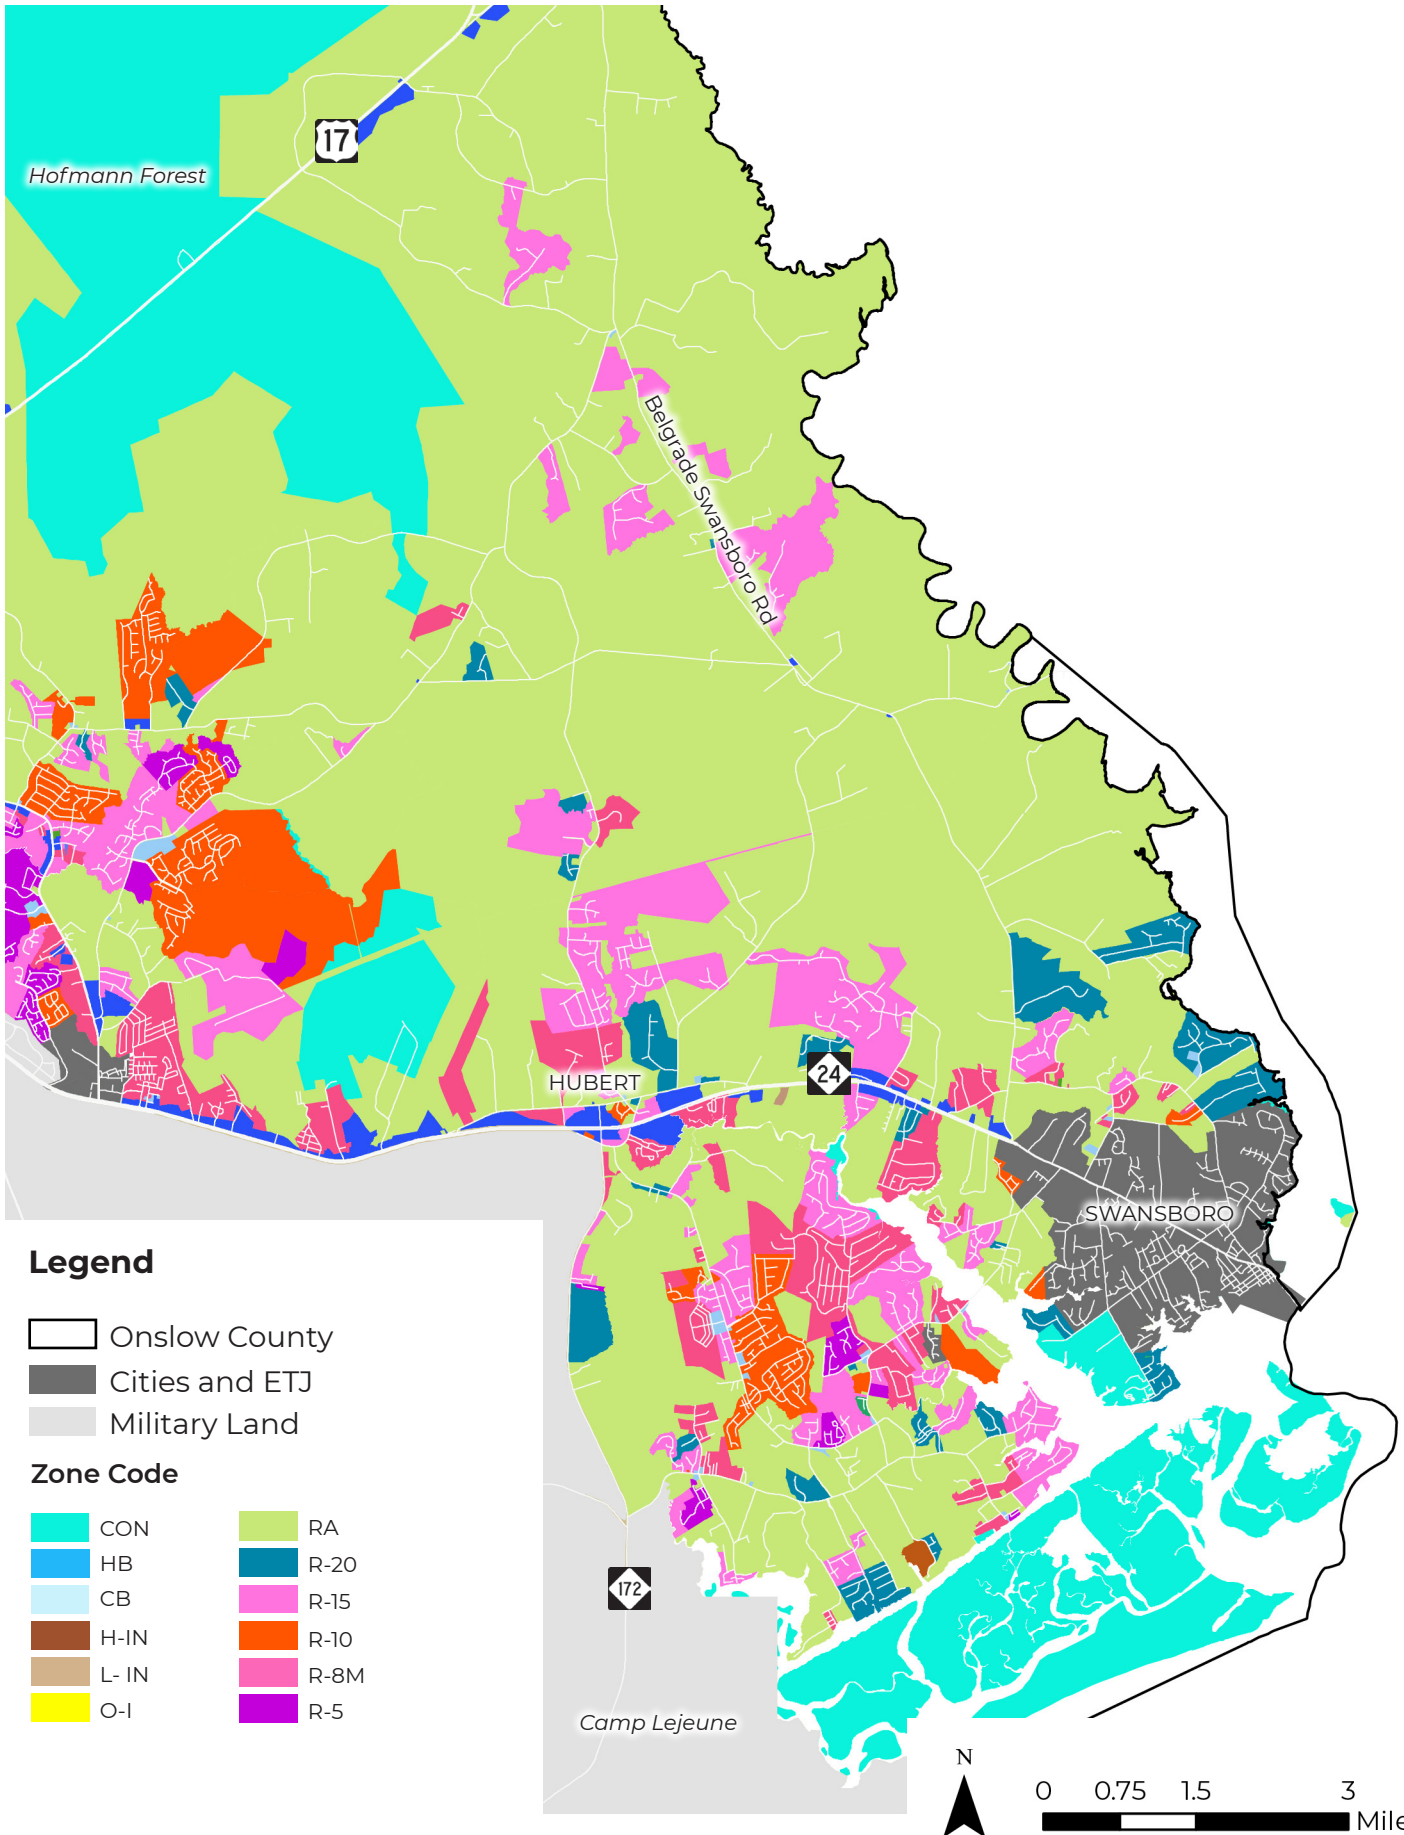 17
Hofmann Forest
Belgrade Swansboro Rd
24
HUBERT
SWANSBORO
Legend
Onslow County
Cities and ETJ
Military Land
Zone Code
CON
HB
CB
H-IN
L- IN
O-I
RA
R-20
R-15
R-10
R-8M
R-5
172
Camp Lejeune
N
0 0.75 1.5 3
Mile